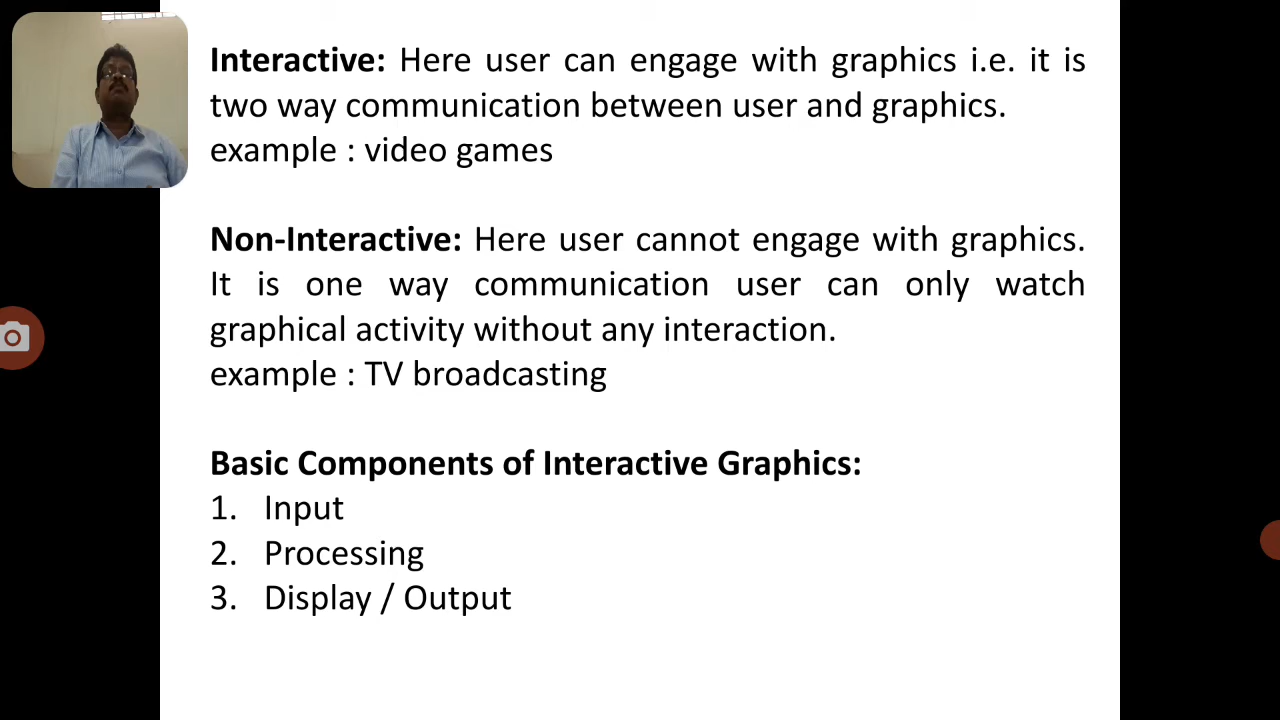 Interactive: Here user can engage with graphics i.e. it is
two way communication between user and graphics.
example : video games
Non-Interactive: Here user cannot engage with graphics.
It is one way communication user can only watch
graphical activity without any interaction.
example : TV broadcasting
Basic Components of Interactive Graphics:
1. Input
2. Processing
3. Display / Output